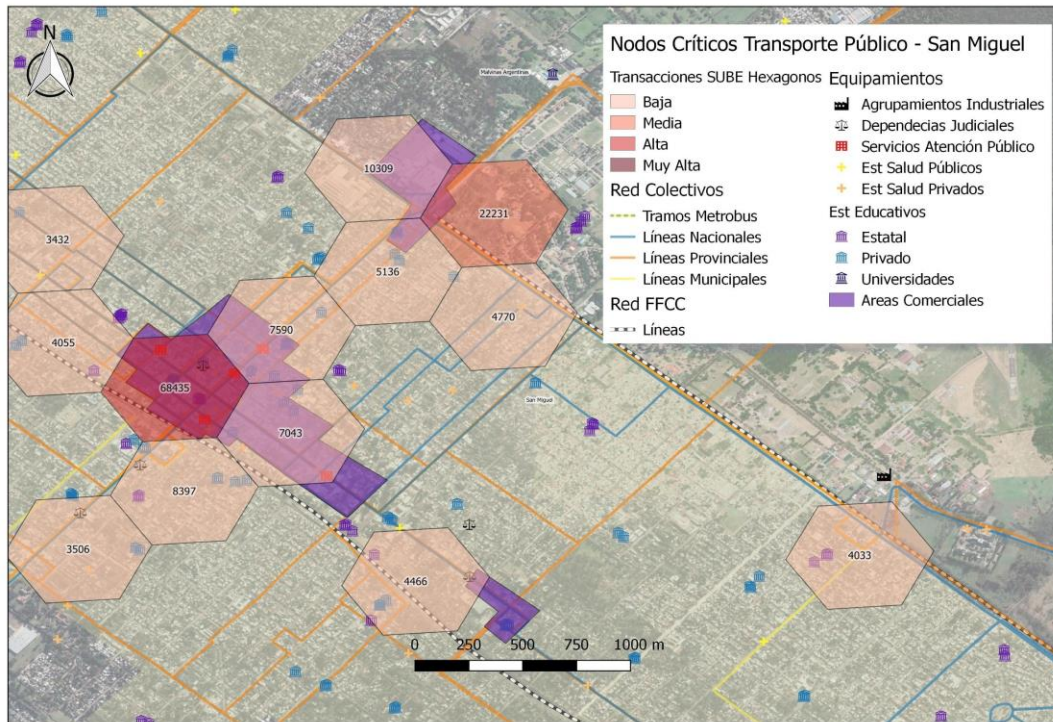 N
Malvinas Argentinas
10309
22231
3432
5136
4770
7590
4055
68435
San Miguel
7043
8397
3506
4466
4033
0 250 500 750 1000 m
Nodos Críticos Transporte Público - San Miguel
Transacciones SUBE Hexagonos
Baja
Media
Alta
Muy Alta
Red Colectivos
Tramos Metrobus
Líneas Nacionales
Líneas Provinciales
Líneas Municipales
Red FFCC
Líneas
Equipamientos
Agrupamientos Industriales
Dependecias Judiciales
Servicios Atención Público
Est Salud Públicos
Est Salud Privados
Est Educativos
Estatal
Privado
Universidades
Areas Comerciales